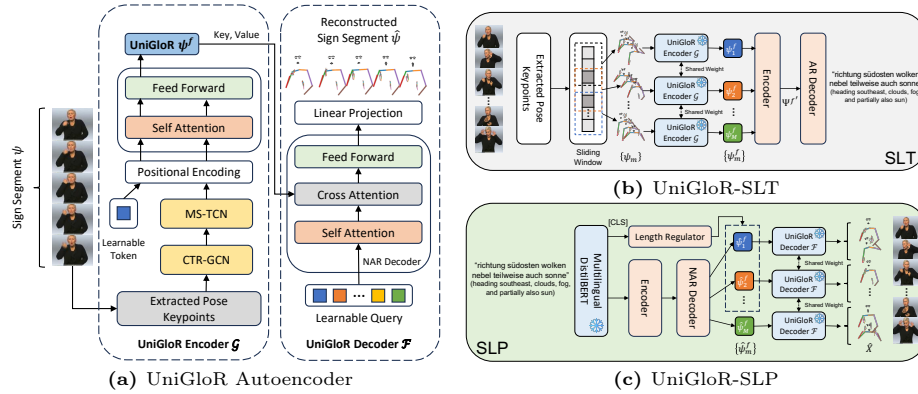 UniGloR ψ^f
Key, Value
Reconstructed
Sign Segment ψ̂
Feed Forward
Self Attention
Positional Encoding
Learnable
Token
MS-TCN
CTR-GCN
Extracted Pose
Keypoints
UniGloR Encoder G
Sign Segment ψ
Linear Projection
Feed Forward
Cross Attention
Self Attention
NAR Decoder
Learnable Query
UniGloR Decoder F
(a) UniGloR Autoencoder
Extracted Pose
Keypoints
Sliding
Window
{ψ_m}
UniGloR
Encoder G
Shared Weight
UniGloR
Encoder G
Shared Weight
UniGloR
Encoder G
ψ_1^f
ψ_2^f
ψ_M^f
{ψ_m^f}
Encoder
Ψ^f'
AR Decoder
"richtung südosten wolken
nebel teilweise auch sonne"
(heading southeast, clouds, fog,
and partially also sun)
SLT
(b) UniGloR-SLT
"richtung südosten wolken
nebel teilweise auch sonne"
(heading southeast, clouds, fog,
and partially also sun)
SLP
Multilingual
DistilBERT
[CLS]
Length Regulator
Encoder
NAR Decoder
ψ̂_1^f
ψ̂_2^f
ψ̂_M^f
{ψ̂_m^f}
UniGloR
Decoder F
Shared Weight
UniGloR
Decoder F
Shared Weight
UniGloR
Decoder F
X̂
(c) UniGloR-SLP